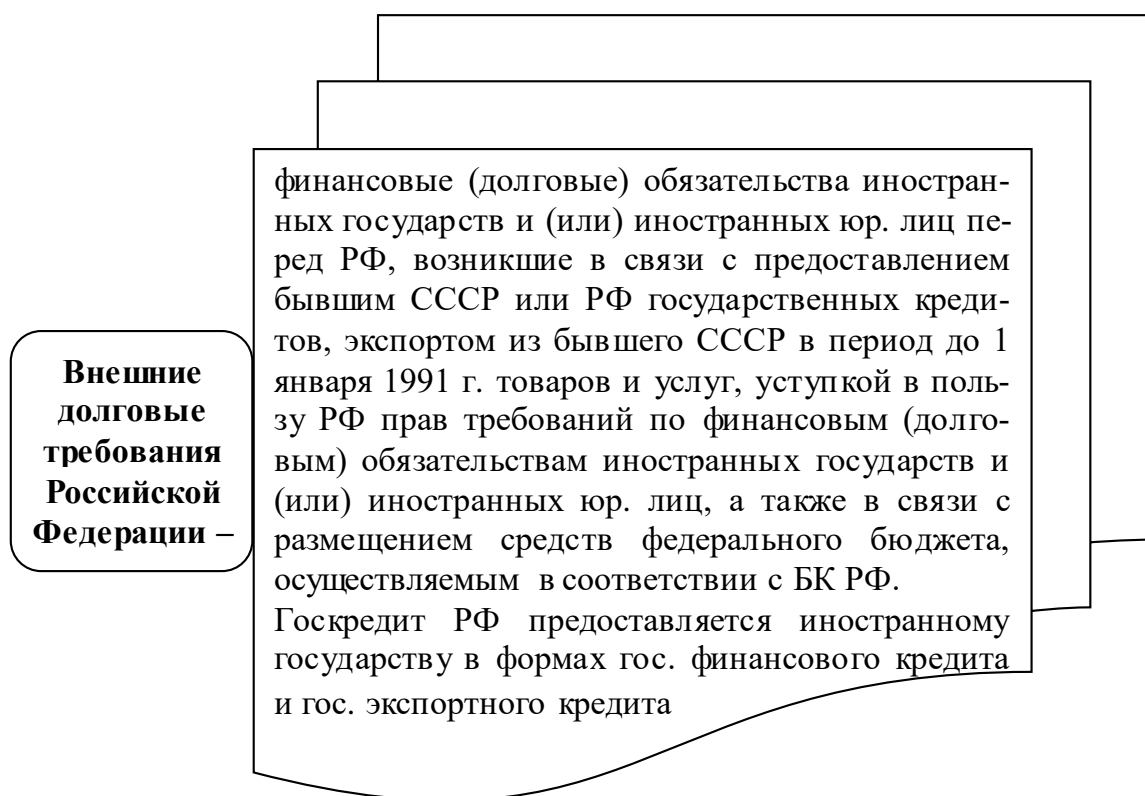 Внешние
долговые
требования
Российской
Федерации –
финансовые (долговые) обязательства иностран-
ных государств и (или) иностранных юр. лиц пе-
ред РФ, возникшие в связи с предоставлением
бывшим СССР или РФ государственных креди-
тов, экспортом из бывшего СССР в период до 1
января 1991 г. товаров и услуг, уступкой в поль-
зу РФ прав требований по финансовым (долго-
вым) обязательствам иностранных государств и
(или) иностранных юр. лиц, а также в связи с
размещением средств федерального бюджета,
осуществляемым в соответствии с БК РФ.
Госкредит РФ предоставляется иностранному
государству в формах гос. финансового кредита
и гос. экспортного кредита